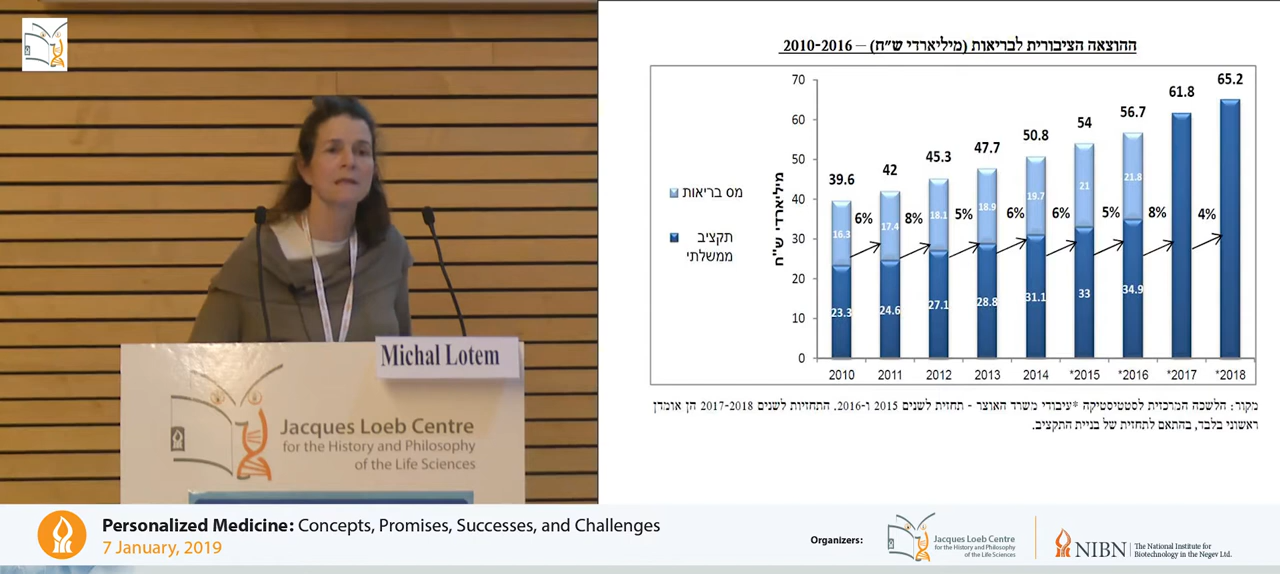 Michal Lotem
Jacques Loeb Centre
for the History and Philosophy
of the Life Sciences
ההוצאה הציבורית לבריאות (מיליארדי ש"ח) – 2010-2016
מיליארדי ש"ח
70
60
50
40
30
20
10
0
מס בריאות
תקציב
ממשלתי
39.6 42 45.3 47.7 50.8 54 56.7 61.8 65.2
6% 8% 5% 6% 6% 5% 8% 4%
16.3 17.4 18.1 18.9 19.7 21 21.8
23.3 24.6 27.1 28.8 31.1 33 34.9
2010 2011 2012 2013 2014 *2015 *2016 *2017 *2018
מקור: הלשכה המרכזית לסטטיסטיקה *עיבודי משרד האוצר - תחזית לשנים 2015 ו-2016. התחזיות לשנים 2017-2018 הן אומדן
ראשוני בלבד, בהתאם לתחזית של בניית התקציב.
Personalized Medicine: Concepts, Promises, Successes, and Challenges
7 January, 2019
Organizers:
Jacques Loeb Centre
for the History and Philosophy
of the Life Sciences
NIBN
The National Institute for
Biotechnology in the Negev Ltd.